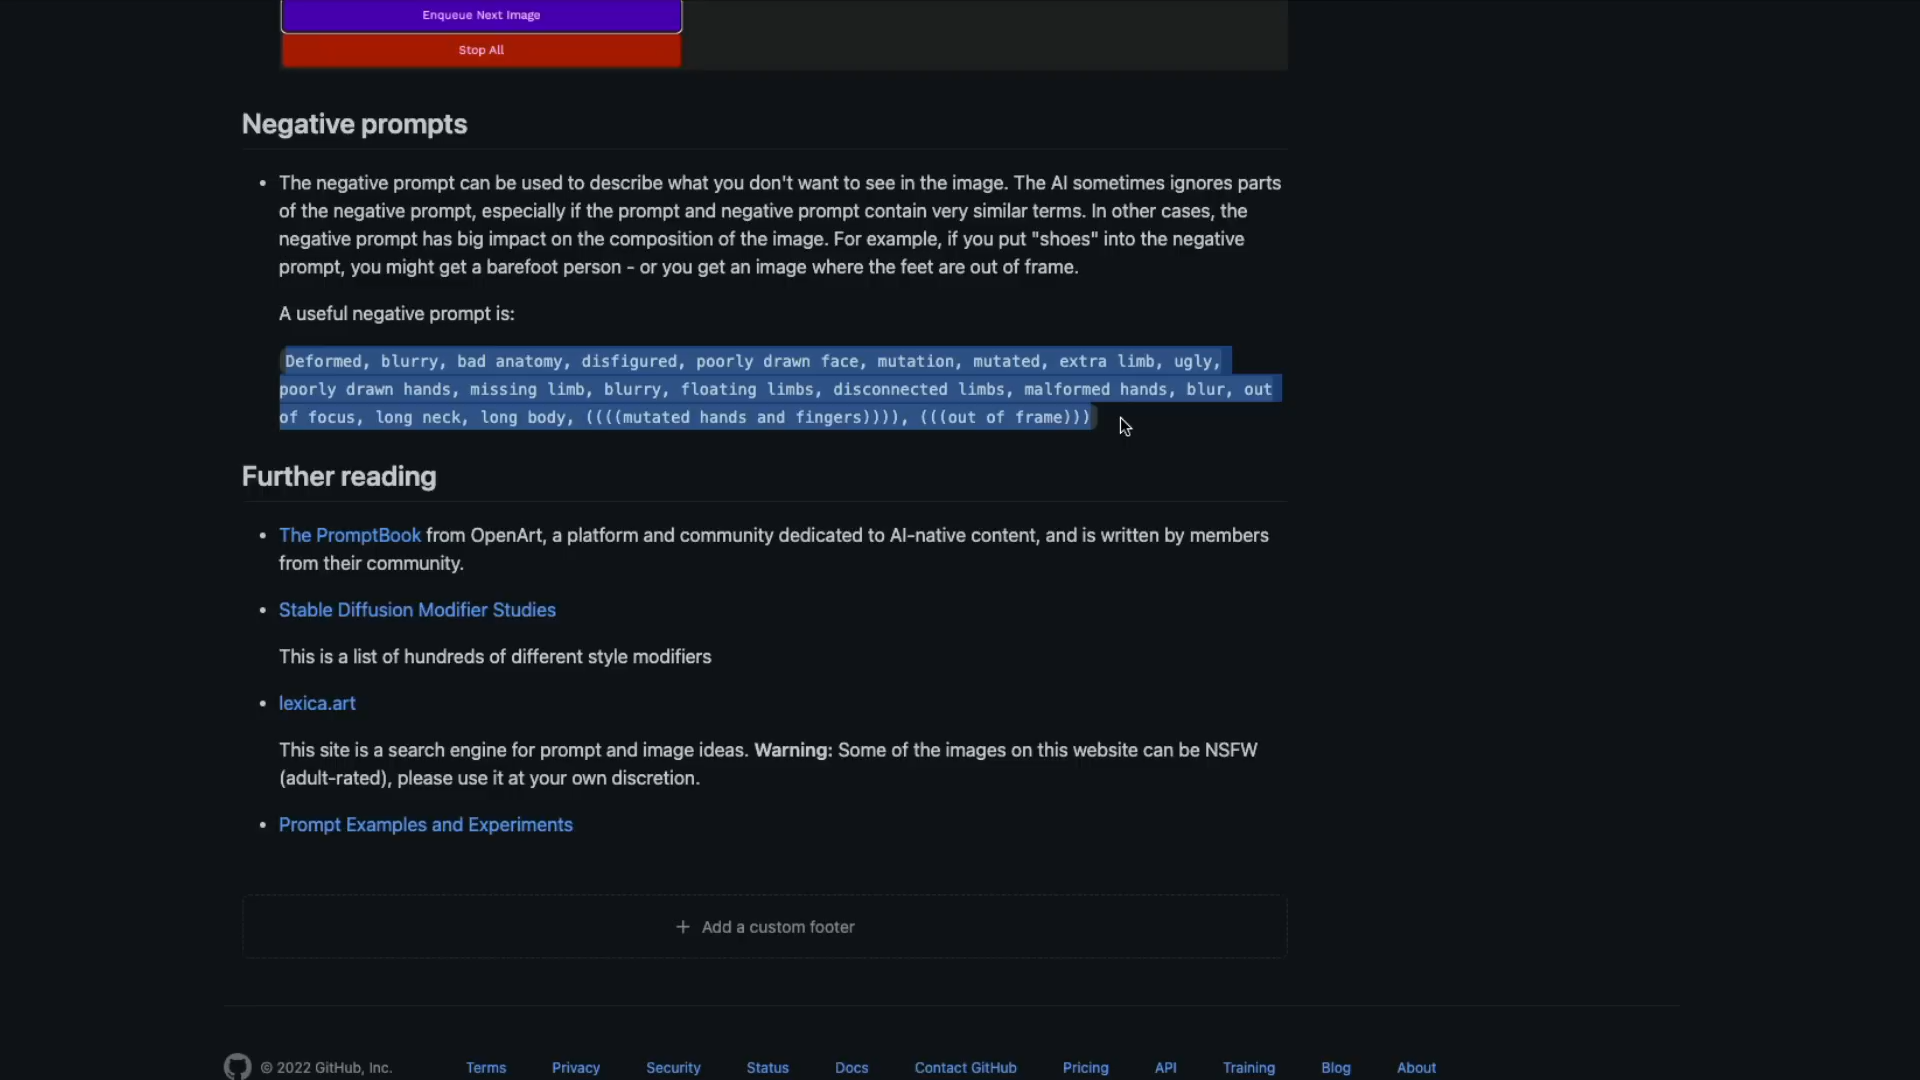 Enqueue Next Image
Stop All
Negative prompts
• The negative prompt can be used to describe what you don't want to see in the image. The AI sometimes ignores parts
of the negative prompt, especially if the prompt and negative prompt contain very similar terms. In other cases, the
negative prompt has big impact on the composition of the image. For example, if you put "shoes" into the negative
prompt, you might get a barefoot person - or you get an image where the feet are out of frame.
A useful negative prompt is:
Deformed, blurry, bad anatomy, disfigured, poorly drawn face, mutation, mutated, extra limb, ugly,
poorly drawn hands, missing limb, blurry, floating limbs, disconnected limbs, malformed hands, blur, out
of focus, long neck, long body, ((((mutated hands and fingers)))), (((out of frame)))
Further reading
• The PromptBook from OpenArt, a platform and community dedicated to AI-native content, and is written by members
from their community.
• Stable Diffusion Modifier Studies
This is a list of hundreds of different style modifiers
• lexica.art
This site is a search engine for prompt and image ideas. Warning: Some of the images on this website can be NSFW
(adult-rated), please use it at your own discretion.
• Prompt Examples and Experiments
+ Add a custom footer
© 2022 GitHub, Inc. Terms Privacy Security Status Docs Contact GitHub Pricing API Training Blog About